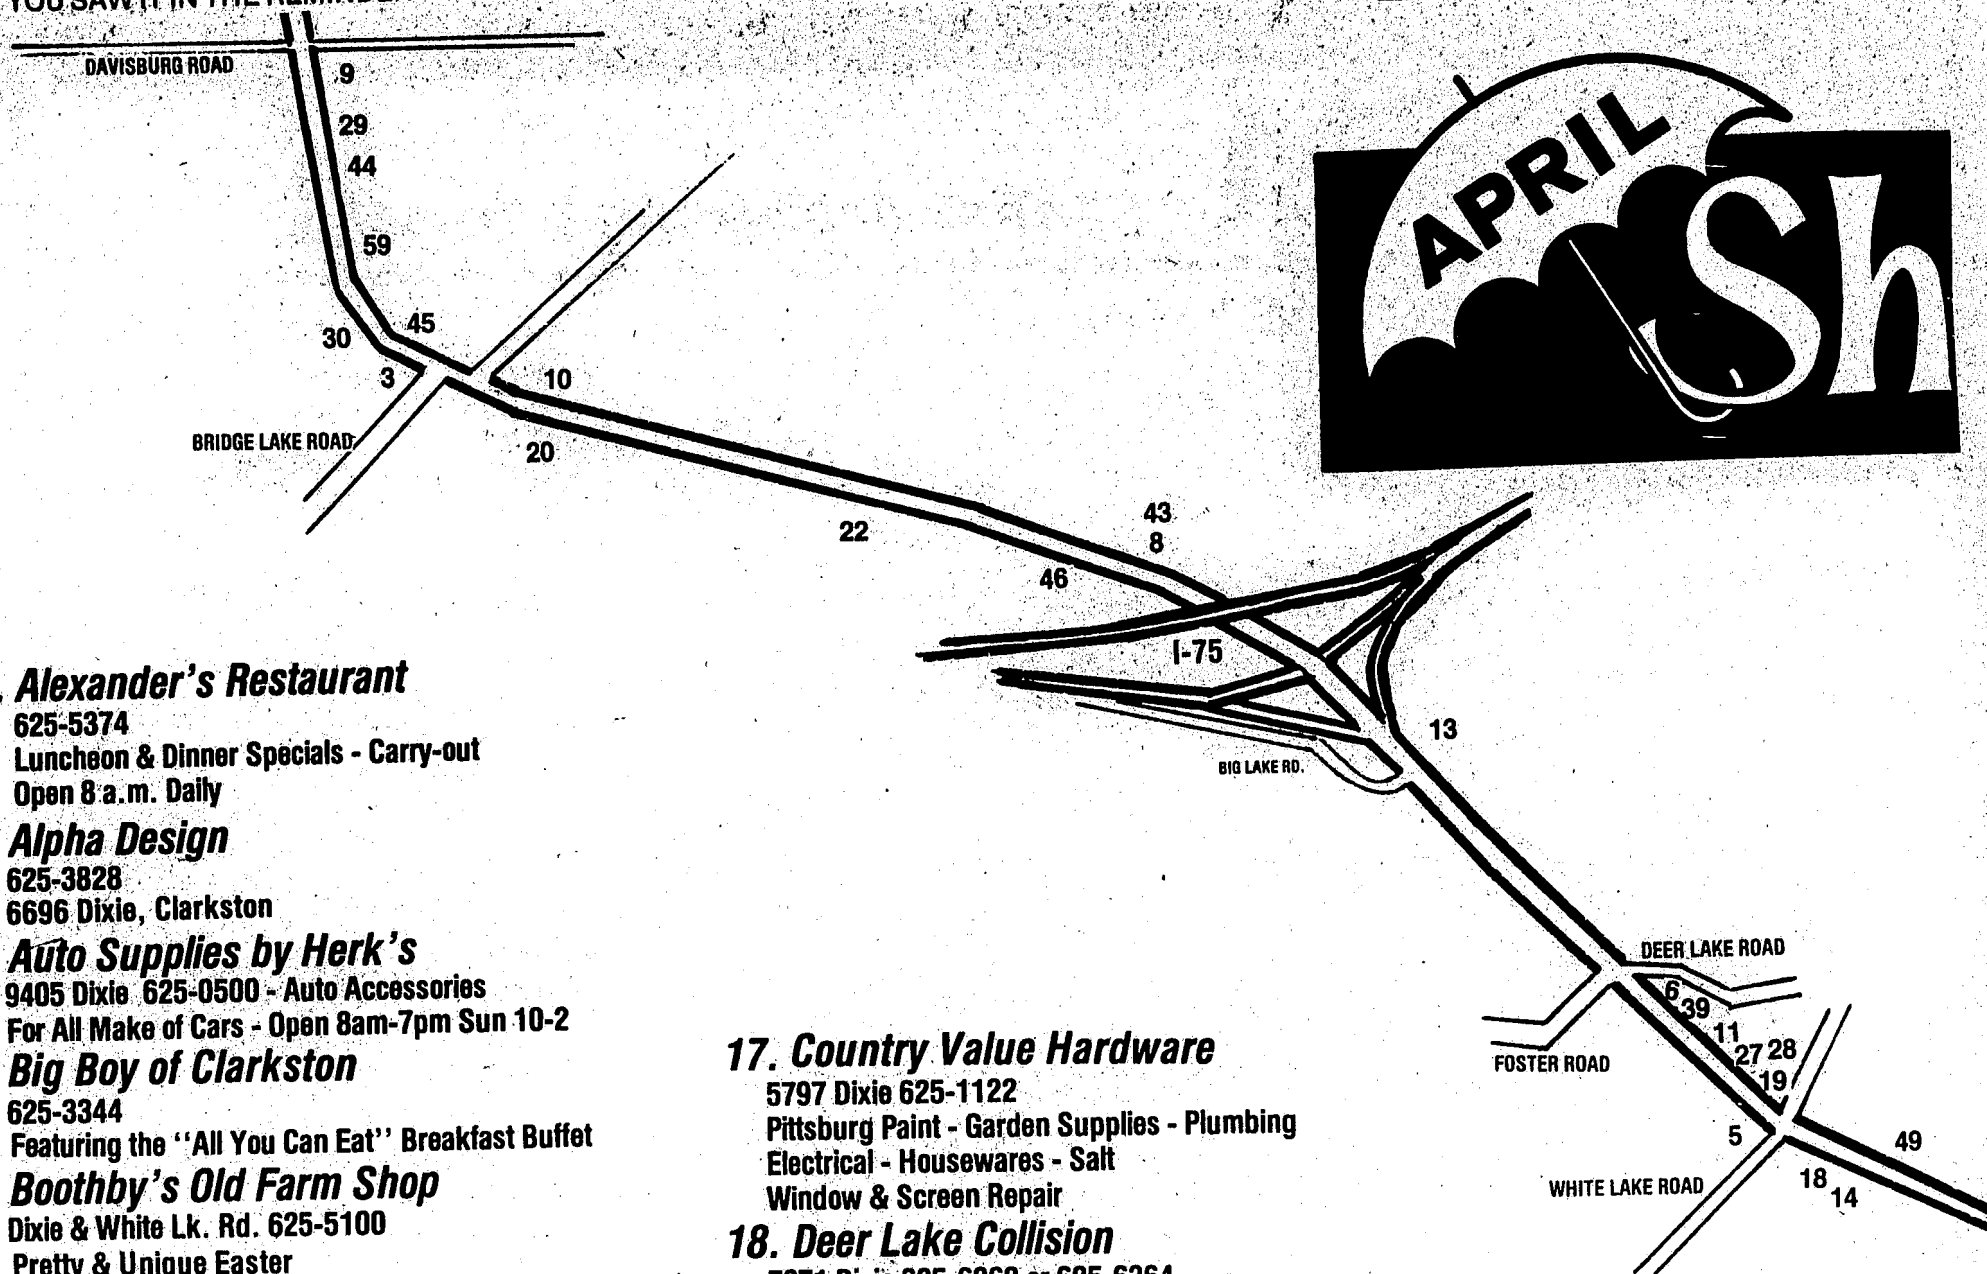 YOU SAW IT IN THE
DAVISBURG ROAD
9
29
44
59
45
30
3
10
BRIDGE LAKE ROAD
20
22
43
8
46
I-75
13
BIG LAKE RD.
APRIL
Sh
DEER LAKE ROAD
6
39
11
27 28
19
FOSTER ROAD
5
49
WHITE LAKE ROAD
18
14
Alexander's Restaurant
625-5374
Luncheon & Dinner Specials - Carry-out
Open 8 a.m. Daily
Alpha Design
625-3828
6696 Dixie, Clarkston
Auto Supplies by Herk's
9405 Dixie 625-0500 - Auto Accessories
For All Make of Cars - Open 8am-7pm Sun 10-2
Big Boy of Clarkston
625-3344
Featuring the "All You Can Eat" Breakfast Buffet
Boothby's Old Farm Shop
Dixie & White Lk. Rd. 625-5100
Pretty & Unique Easter
17. Country Value Hardware
5797 Dixie 625-1122
Pittsburg Paint - Garden Supplies - Plumbing
Electrical - Housewares - Salt
Window & Screen Repair
18. Deer Lake Collision